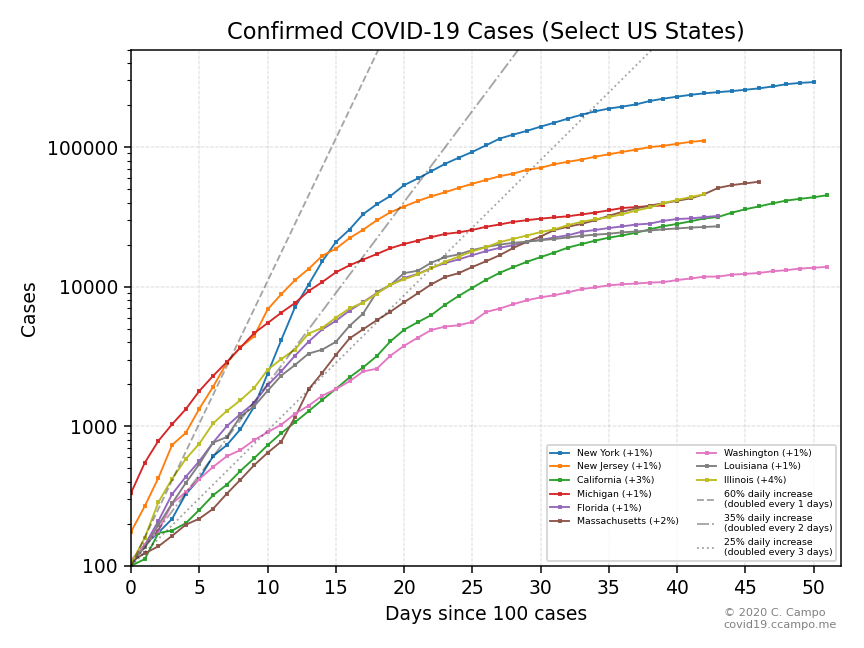 Confirmed COVID-19 Cases (Select US States)
100000
10000
1000
100
Cases
0 5 10 15 20 25 30 35 40 45 50
Days since 100 cases
New York (+1%)
New Jersey (+1%)
California (+3%)
Michigan (+1%)
Florida (+1%)
Massachusetts (+2%)
Washington (+1%)
Louisiana (+1%)
Illinois (+4%)
60% daily increase
(doubled every 1 days)
35% daily increase
(doubled every 2 days)
25% daily increase
(doubled every 3 days)
© 2020 C. Campo
covid19.ccampo.me